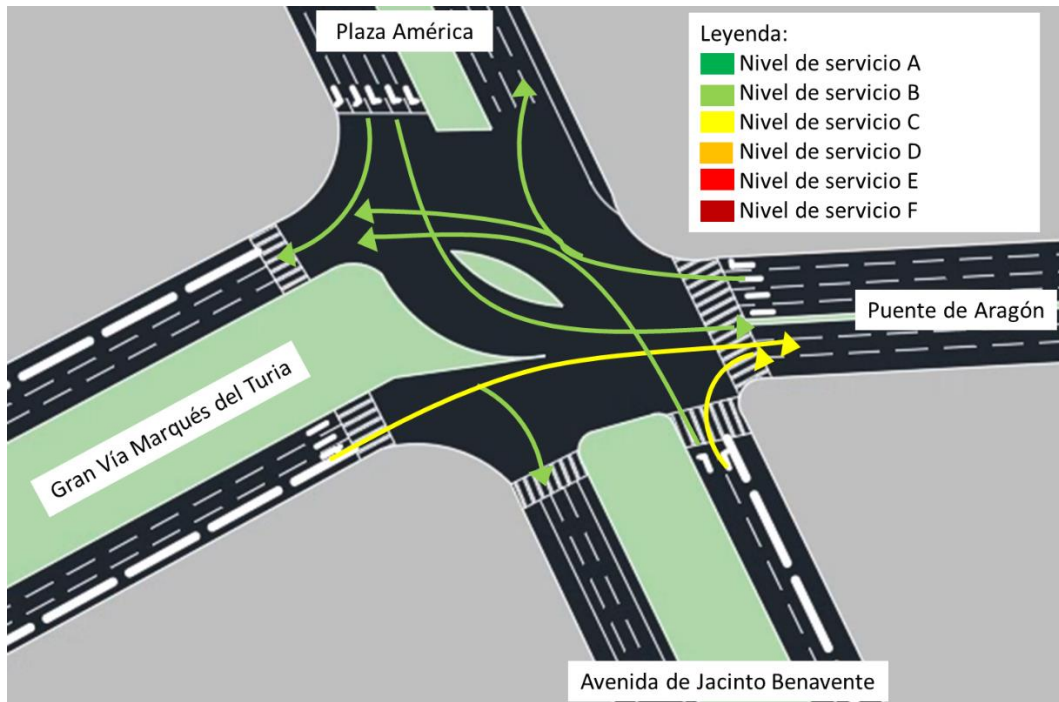 Plaza América
Leyenda:
Nivel de servicio A
Nivel de servicio B
Nivel de servicio C
Nivel de servicio D
Nivel de servicio E
Nivel de servicio F
Puente de Aragón
Gran Vía Marqués del Turia
Avenida de Jacinto Benavente